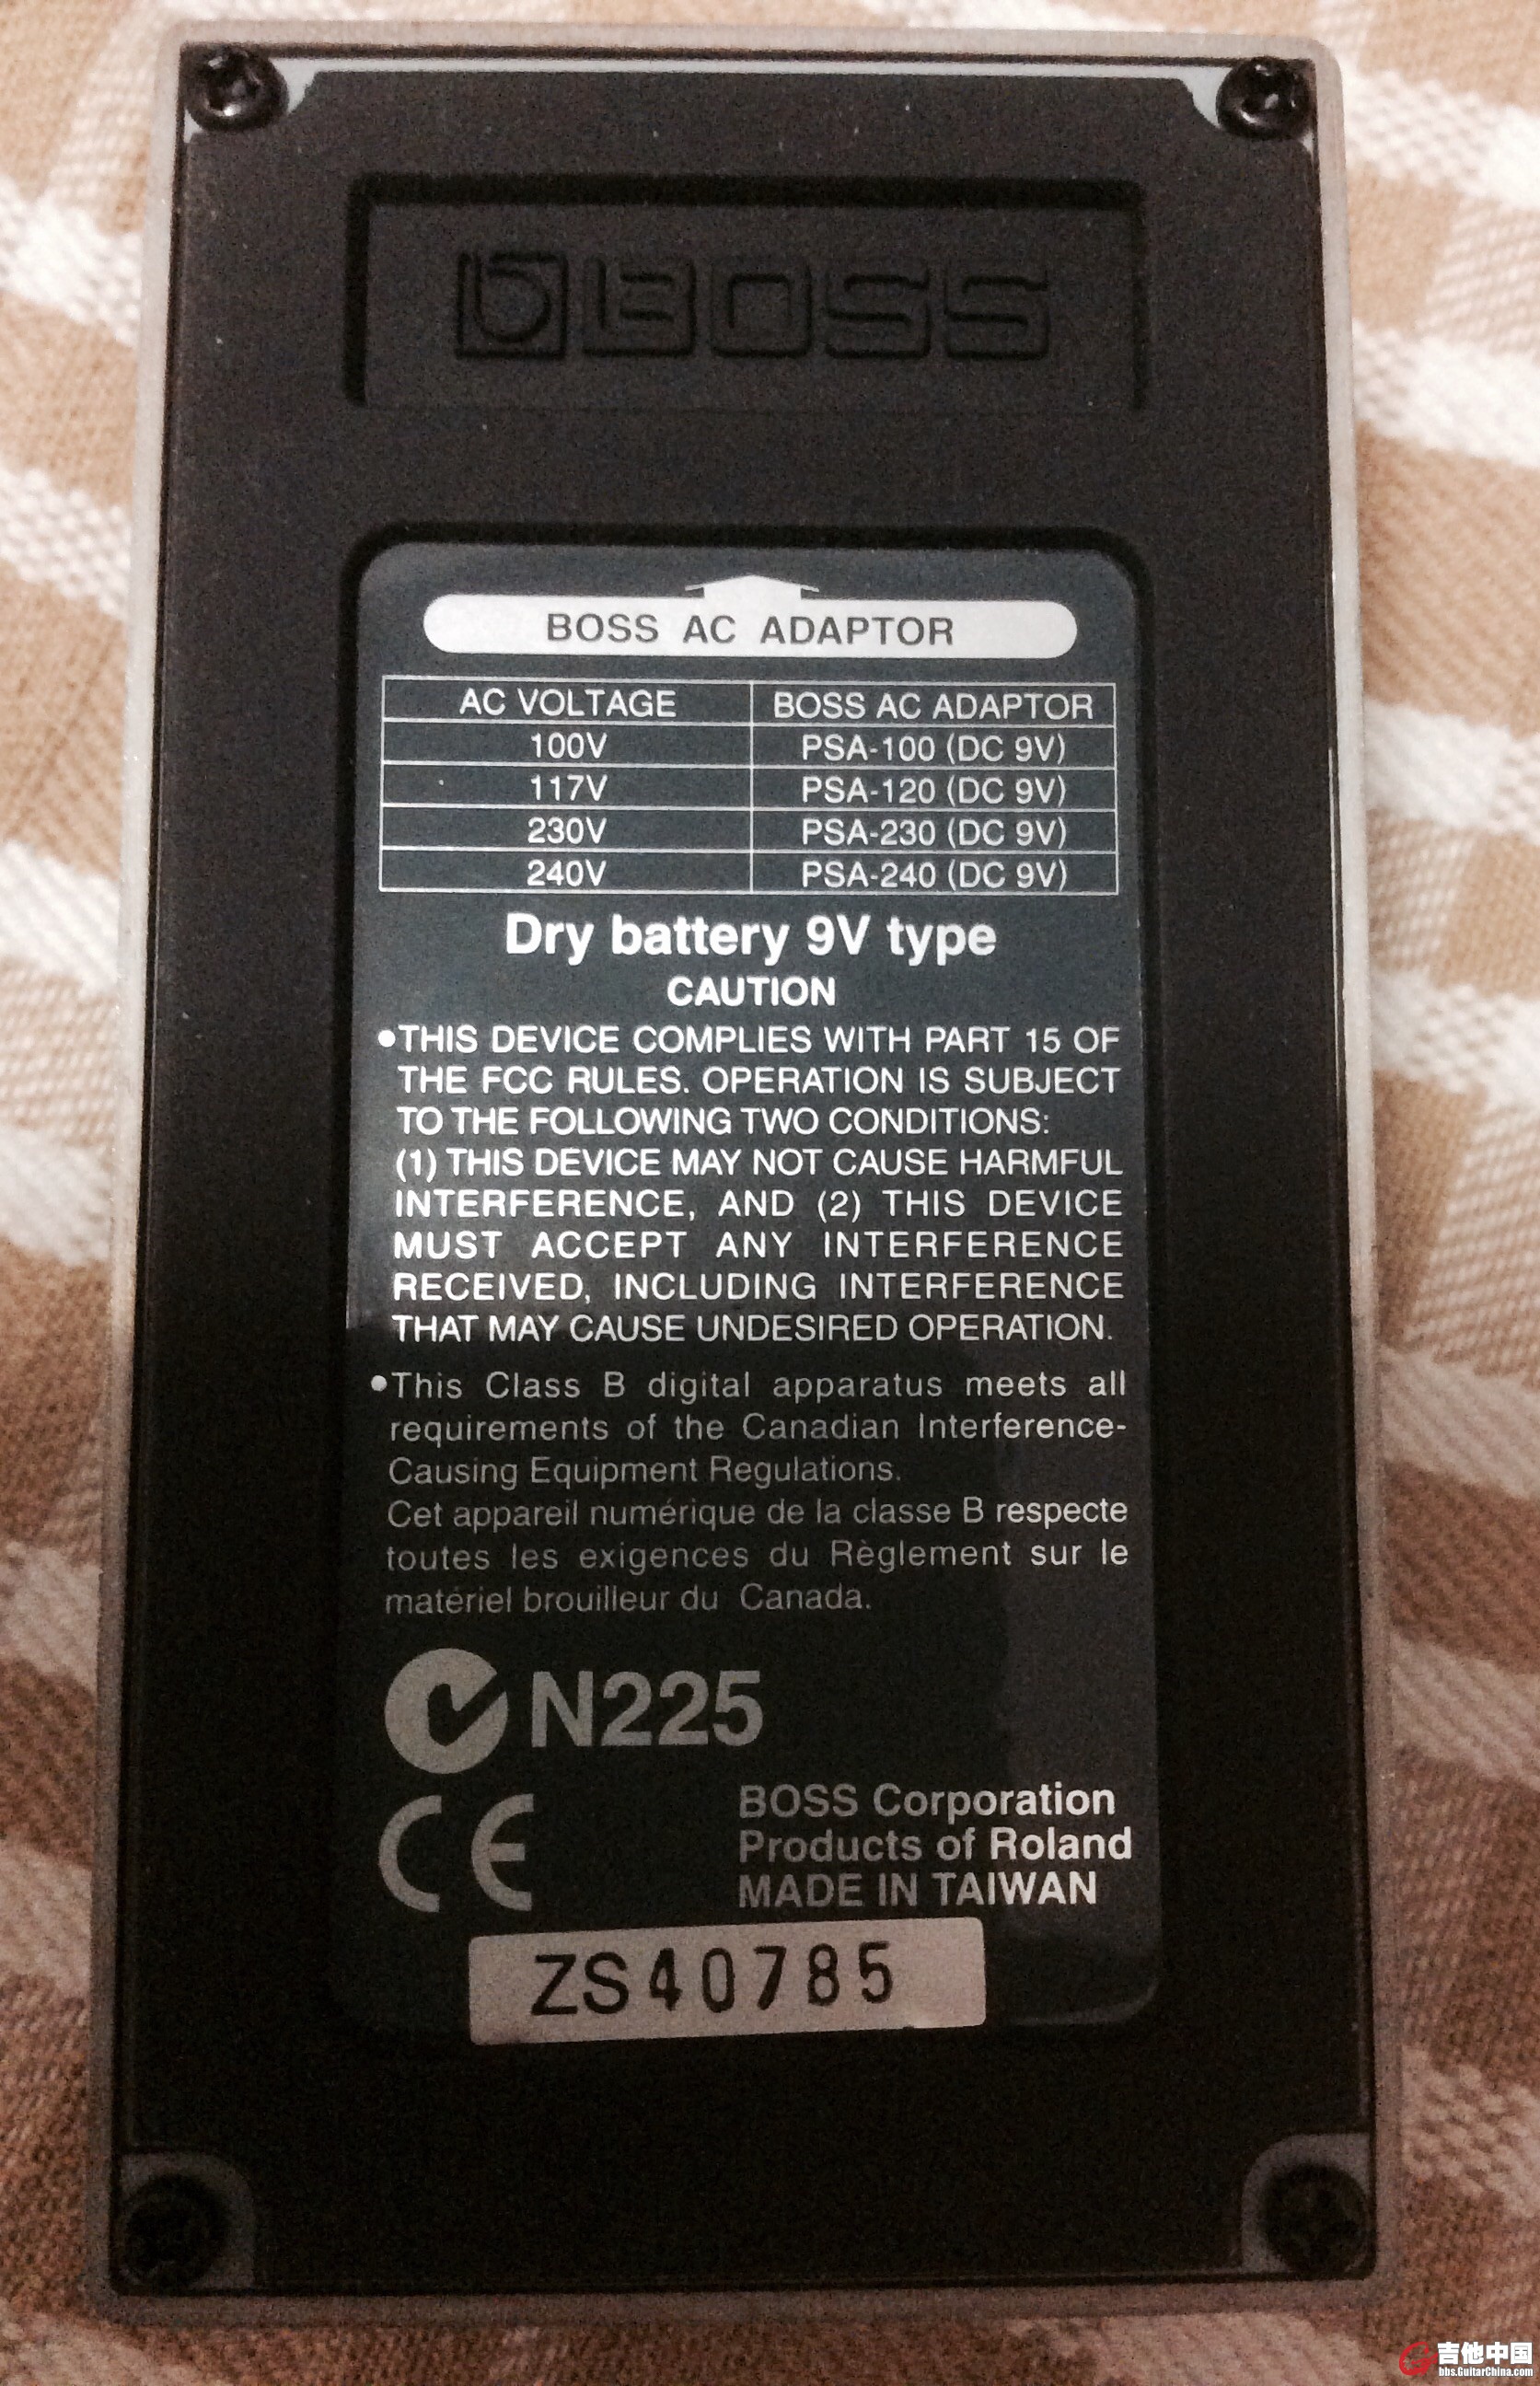 BOSS
BOSS AC ADAPTOR
AC VOLTAGE BOSS AC ADAPTOR
100V PSA-100 (DC 9V)
117V PSA-120 (DC 9V)
230V PSA-230 (DC 9V)
240V PSA-240 (DC 9V)
Dry battery 9V type
CAUTION
●THIS DEVICE COMPLIES WITH PART 15 OF
THE FCC RULES. OPERATION IS SUBJECT
TO THE FOLLOWING TWO CONDITIONS:
(1) THIS DEVICE MAY NOT CAUSE HARMFUL
INTERFERENCE, AND (2) THIS DEVICE
MUST ACCEPT ANY INTERFERENCE
RECEIVED, INCLUDING INTERFERENCE
THAT MAY CAUSE UNDESIRED OPERATION.
●This Class B digital apparatus meets all
requirements of the Canadian Interference-
Causing Equipment Regulations.
Cet appareil numérique de la classe B respecte
toutes les exigences du Règlement sur le
matériel brouilleur du Canada.
N225
CE
BOSS Corporation
Products of Roland
MADE IN TAIWAN
ZS40785
吉他中国
bbs.GuitarChina.com